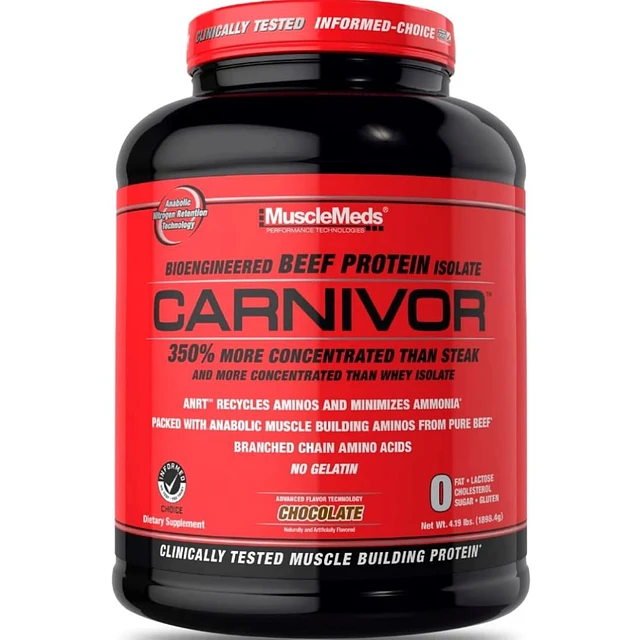 CLINICALLY TESTED INFORMED-CHOICE
Anabolic
Nitrogen Retention
Technology
MuscleMeds®
PERFORMANCE TECHNOLOGIES
BIOENGINEERED BEEF PROTEIN ISOLATE
CARNIVOR™
350% MORE CONCENTRATED THAN STEAK
AND MORE CONCENTRATED THAN WHEY ISOLATE
ANRT™ RECYCLES AMINOS AND MINIMIZES AMMONIA*
PACKED WITH ANABOLIC MUSCLE BUILDING AMINOS FROM PURE BEEF*
BRANCHED CHAIN AMINO ACIDS
NO GELATIN
INFORMED
CHOICE
Dietary Supplement
ADVANCED FLAVOR TECHNOLOGY
CHOCOLATE
Naturally and Artificially Flavored
0 FAT • LACTOSE
CHOLESTEROL
SUGAR • GLUTEN
Net Wt. 4.19 lbs. (1898.4g)
CLINICALLY TESTED MUSCLE BUILDING PROTEIN*